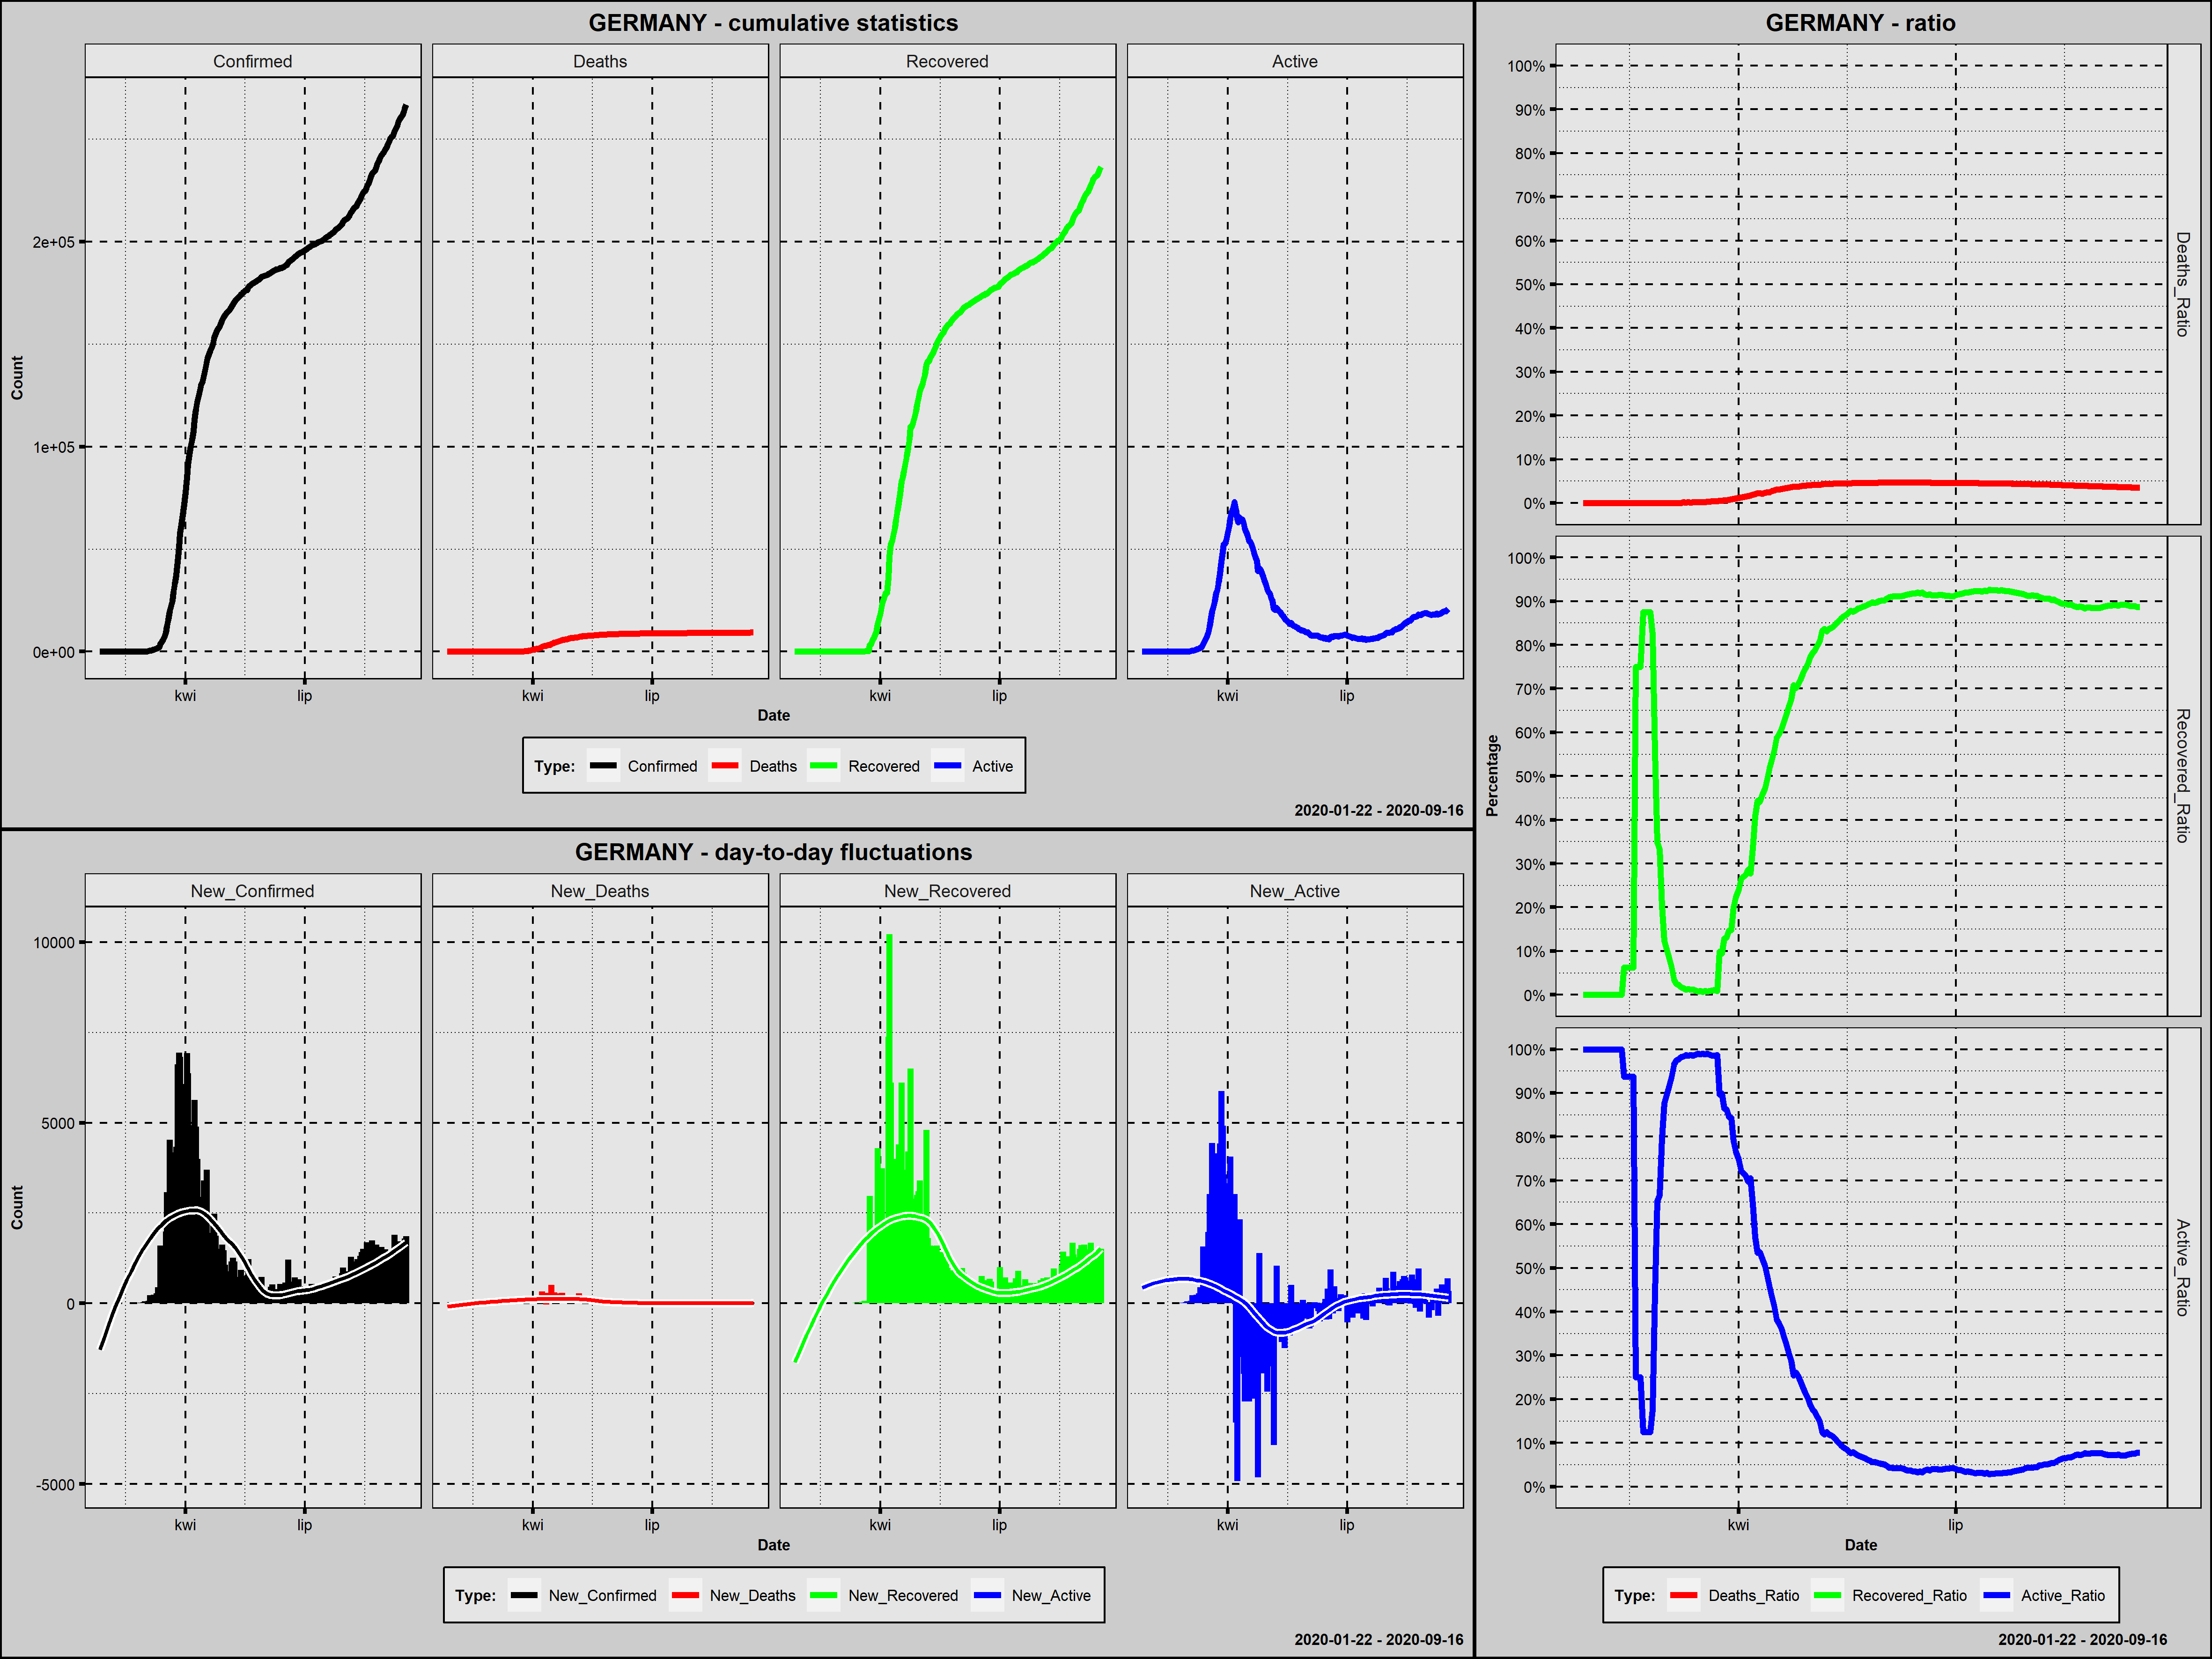 GERMANY - cumulative statistics
Confirmed Deaths Recovered Active
2e+05
1e+05
0e+00
Count
kwi lip kwi lip kwi lip kwi lip
Date
Type: Confirmed Deaths Recovered Active
2020-01-22 - 2020-09-16
GERMANY - day-to-day fluctuations
New_Confirmed New_Deaths New_Recovered New_Active
10000
5000
0
-5000
Count
kwi lip kwi lip kwi lip kwi lip
Date
Type: New_Confirmed New_Deaths New_Recovered New_Active
2020-01-22 - 2020-09-16
GERMANY - ratio
100%
90%
80%
70%
60%
50%
40%
30%
20%
10%
0%
Deaths_Ratio
100%
90%
80%
70%
60%
50%
40%
30%
20%
10%
0%
Recovered_Ratio
Percentage
100%
90%
80%
70%
60%
50%
40%
30%
20%
10%
0%
Active_Ratio
kwi lip
Date
Type: Deaths_Ratio Recovered_Ratio Active_Ratio
2020-01-22 - 2020-09-16